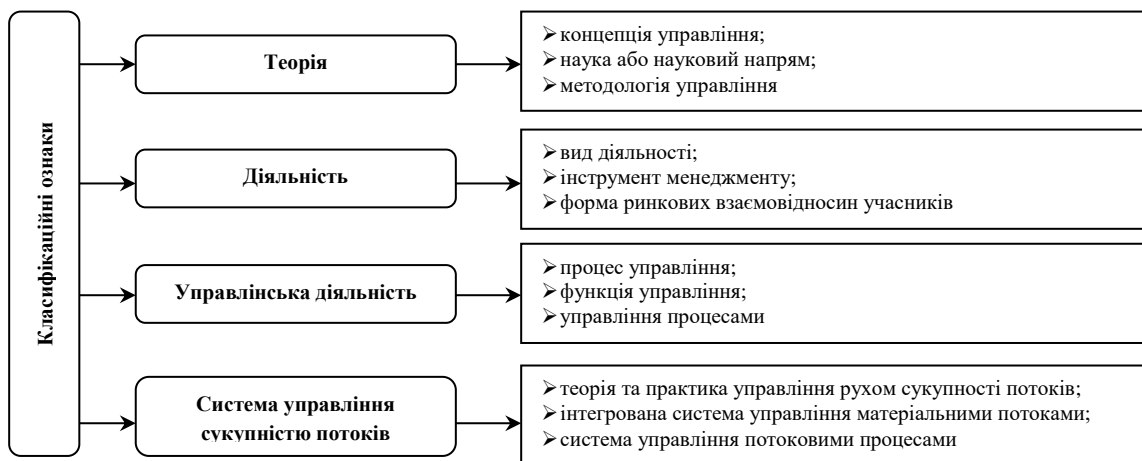 Класифікаційні ознаки
Теорія
➢концепція управління;
➢наука або науковий напрям;
➢методологія управління
Діяльність
➢вид діяльності;
➢інструмент менеджменту;
➢форма ринкових взаємовідносин учасників
Управлінська діяльність
➢процес управління;
➢функція управління;
➢управління процесами
Система управління
сукупністю потоків
➢теорія та практика управління рухом сукупності потоків;
➢інтегрована система управління матеріальними потоками;
➢система управління потоковими процесами